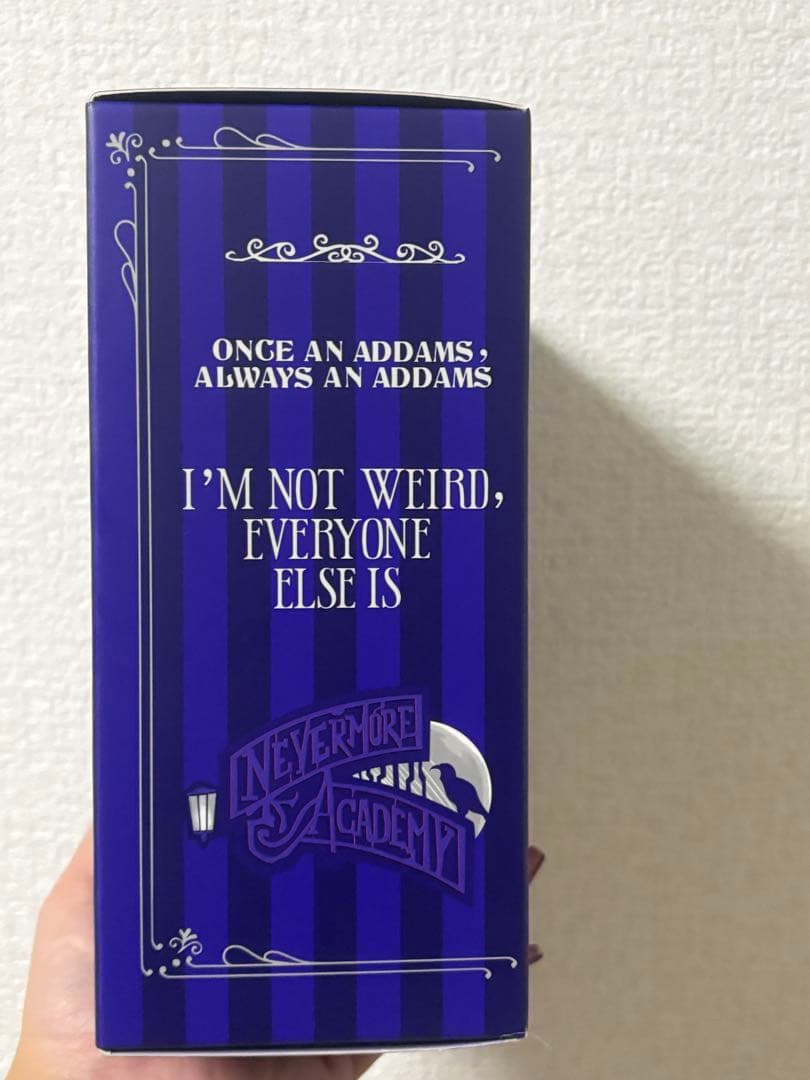 ONCE AN ADDAMS,
ALWAYS AN ADDAMS
I'M NOT WEIRD,
EVERYONE
ELSE IS
NEVERMORE
ACADEMY